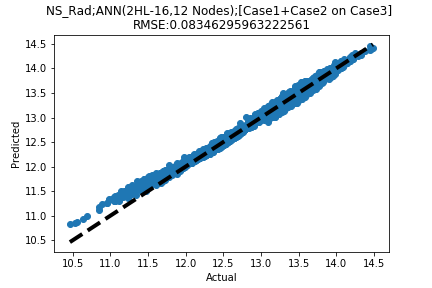 NS_Rad;ANN(2HL-16,12 Nodes);[Case1+Case2 on Case3]
RMSE:0.08346295963222561
14.5
14.0
13.5
13.0
12.5
12.0
11.5
11.0
10.5
Predicted
10.5 11.0 11.5 12.0 12.5 13.0 13.5 14.0 14.5
Actual